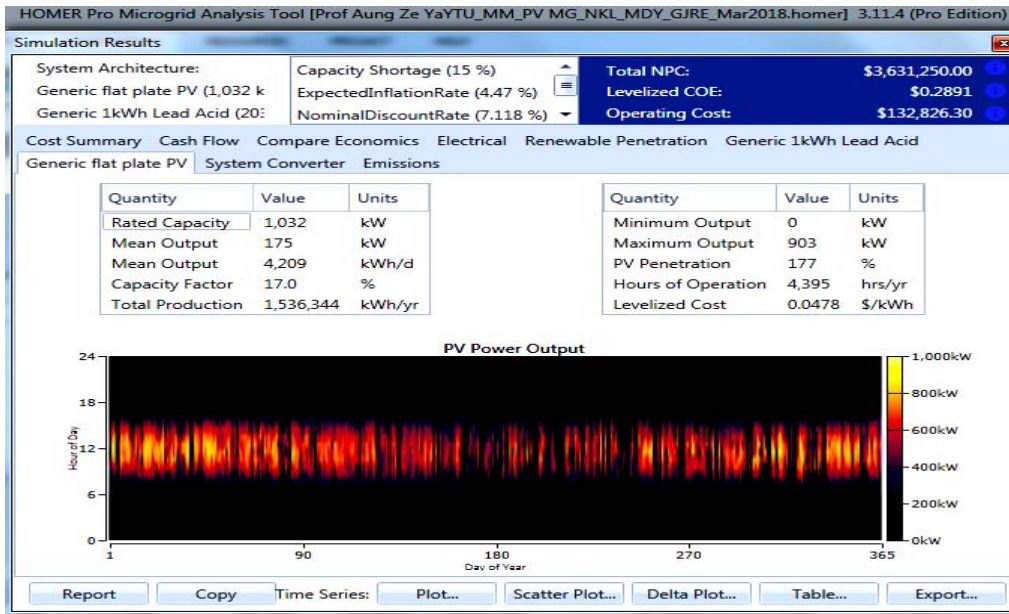 HOMER Pro Microgrid Analysis Tool [Prof Aung Ze YaYTU_MM_PV MG_NKL_MDY_GJRE_Mar2018.homer] 3.11.4 (Pro Edition)
Simulation Results
System Architecture:
Generic flat plate PV (1,032 k
Generic 1kWh Lead Acid (20
Capacity Shortage (15 %)
ExpectedInflationRate (4.47 %)
NominalDiscountRate (7.118 %)
Total NPC: $3,631,250.00
Levelized COE: $0.2891
Operating Cost: $132,826.30
Cost Summary Cash Flow Compare Economics Electrical Renewable Penetration Generic 1kWh Lead Acid
Generic flat plate PV System Converter Emissions
Quantity Value Units
Rated Capacity 1,032 kW
Mean Output 175 kW
Mean Output 4,209 kWh/d
Capacity Factor 17.0 %
Total Production 1,536,344 kWh/yr
Quantity Value Units
Minimum Output 0 kW
Maximum Output 903 kW
PV Penetration 177 %
Hours of Operation 4,395 hrs/yr
Levelized Cost 0.0478 $/kWh
PV Power Output
24
18
12
6
0
Hour of Day
1 90 180 270 365
Day of Year
1,000kW
800kW
600kW
400kW
200kW
0kW
Report Copy Time Series: Plot... Scatter Plot... Delta Plot... Table... Export...